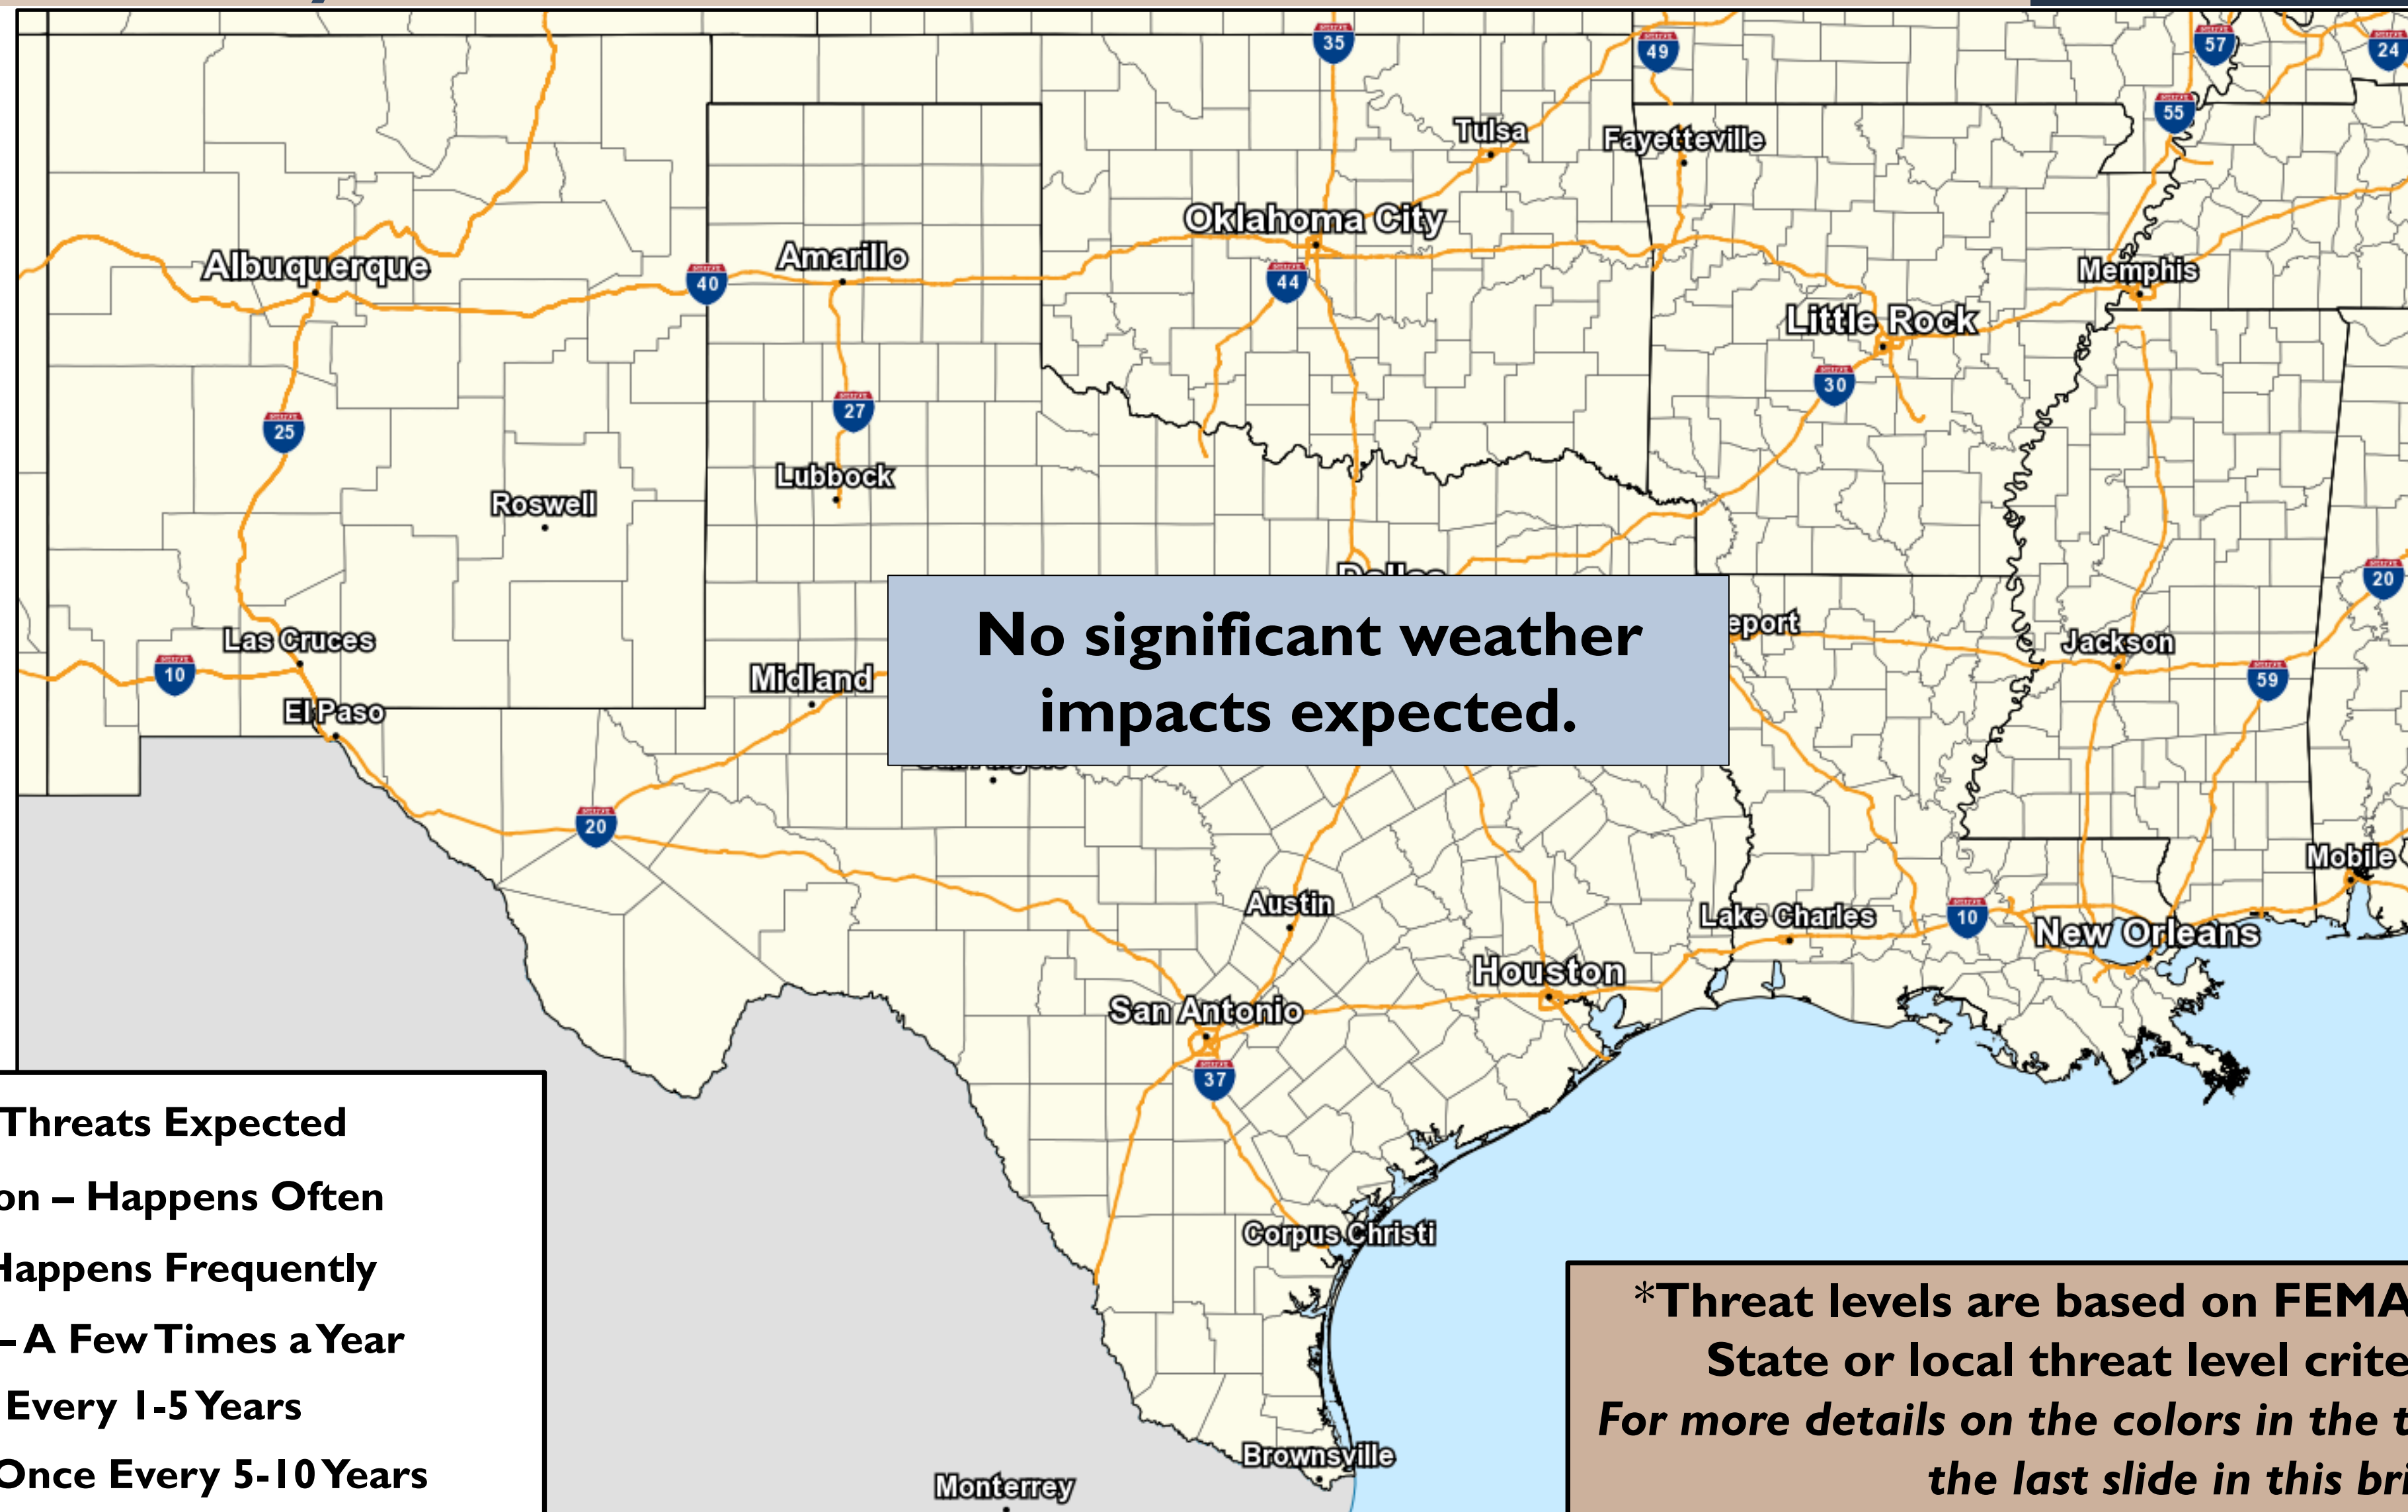 35
49
57
24
55
Tulsa
Fayetteville
Oklahoma City
Albuquerque
40
Amarillo
44
Memphis
Little Rock
30
27
25
Lubbock
Roswell
20
No significant weather
impacts expected.
eport
Las Cruces
Jackson
10
Midland
59
El Paso
20
Mobile
Austin
Lake Charles
10
New Orleans
Houston
San Antonio
37
Threats Expected
on – Happens Often
Happens Frequently
– A Few Times a Year
Every 1-5 Years
Once Every 5-10 Years
Corpus Christi
Brownsville
Monterrey
*Threat levels are based on FEMA
State or local threat level crite
For more details on the colors in the t
the last slide in this bri